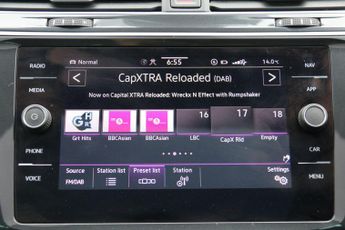 Normal 6:55 14.0°C
RADIO
NAV
CapXTRA Reloaded (DAB)
MEDIA
APP
Now on Capital XTRA Reloaded: Wreckx N Effect with Rumpshaker
16 17 18
Grt Hits BBCAsian BBCAsian LBC CapX Rld Empty
PHONE
CAR
Source Station list Preset list Station Settings
FM/DAB
VOICE
MENU